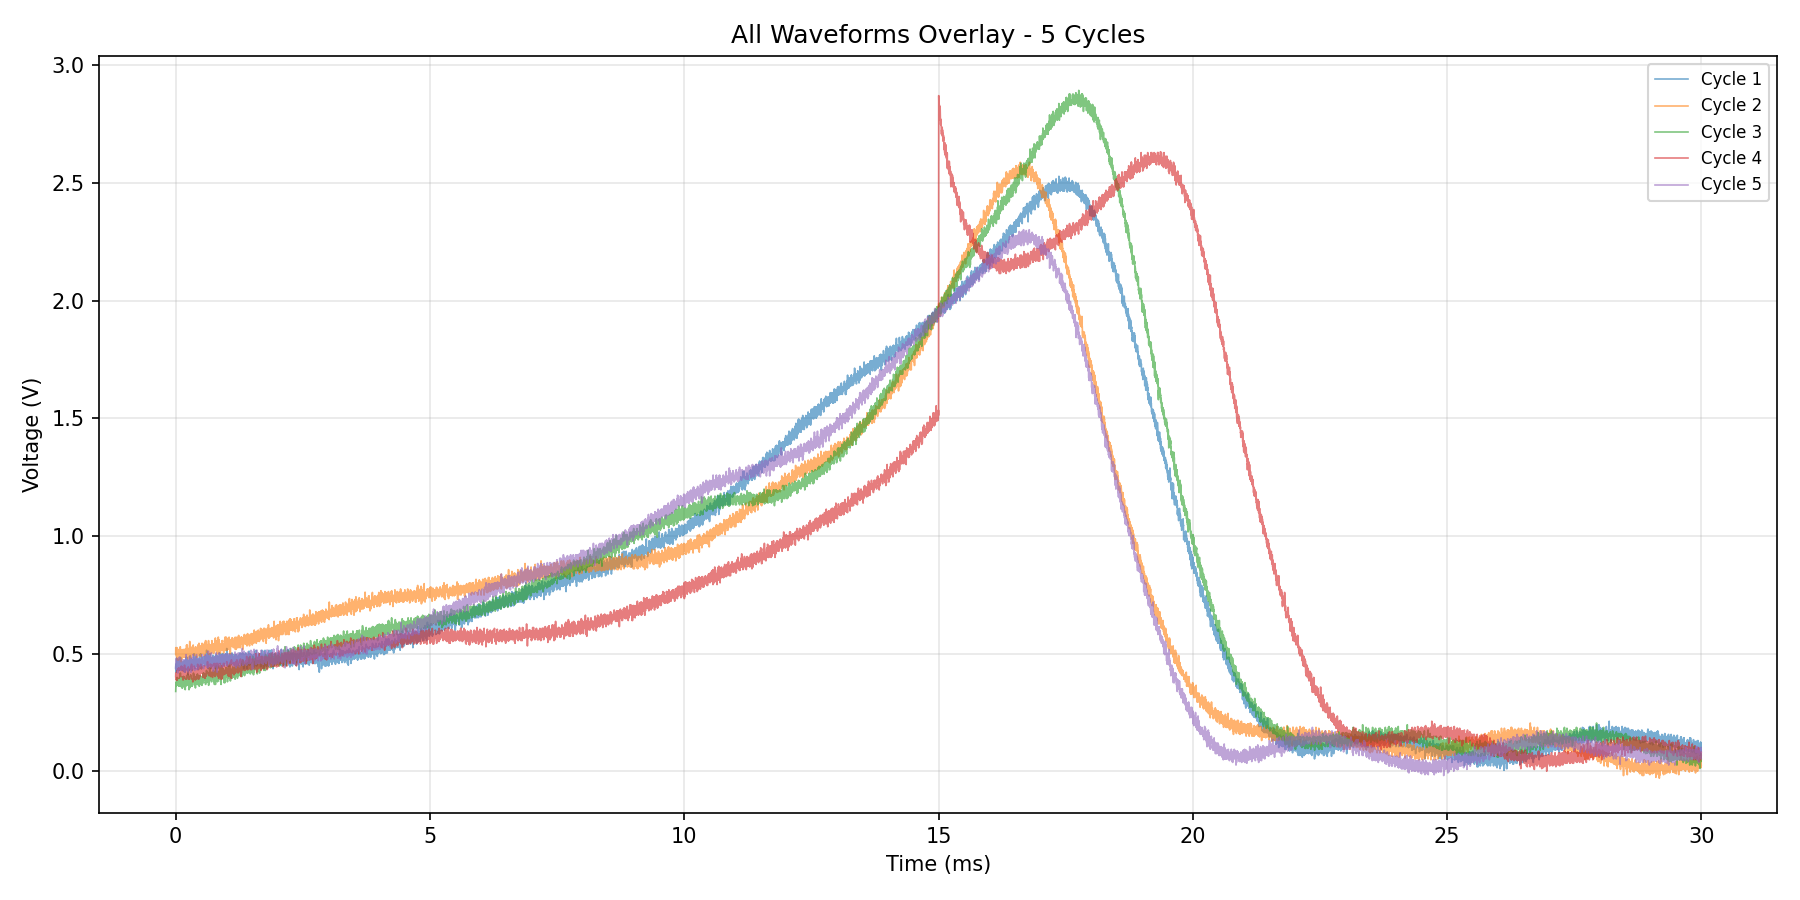 All Waveforms Overlay - 5 Cycles
3.0
2.5
2.0
1.5
1.0
0.5
0.0
Voltage (V)
Cycle 1
Cycle 2
Cycle 3
Cycle 4
Cycle 5
0 5 10 15 20 25 30
Time (ms)